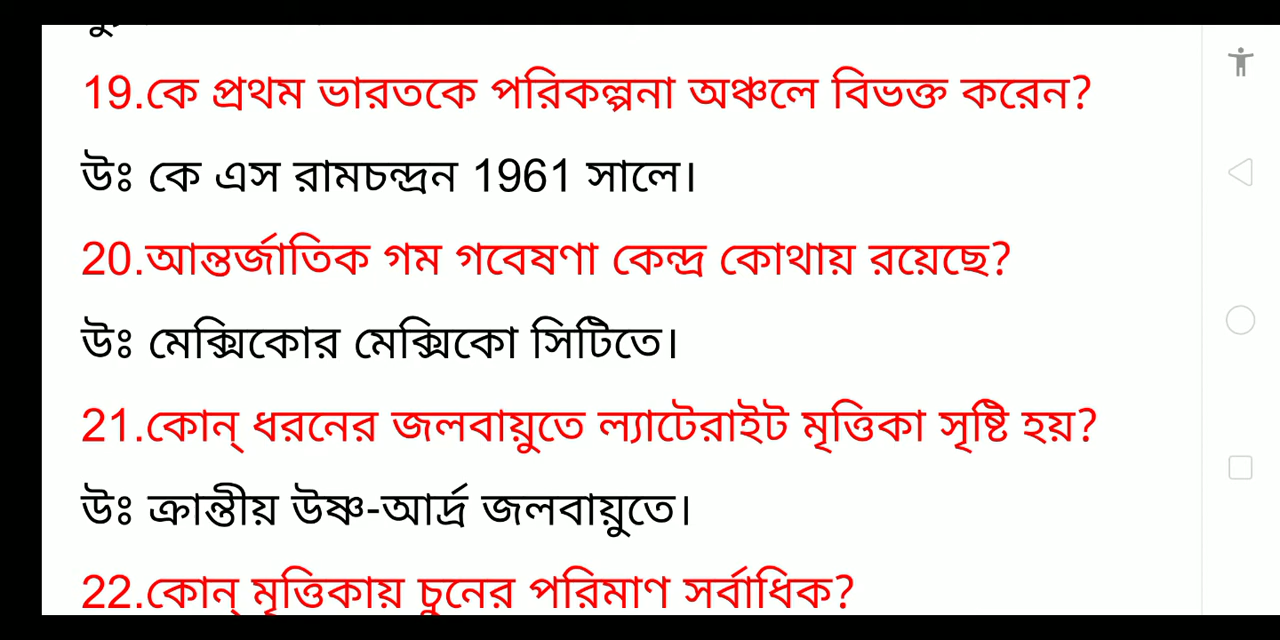 19.কে প্রথম ভারতকে পরিকল্পনা অঞ্চলে বিভক্ত করেন?
উঃ কে এস রামচন্দ্রন 1961 সালে।
20.আন্তর্জাতিক গম গবেষণা কেন্দ্র কোথায় রয়েছে?
উঃ মেক্সিকোর মেক্সিকো সিটিতে।
21.কোন্ ধরনের জলবায়ুতে ল্যাটেরাইট মৃত্তিকা সৃষ্টি হয়?
উঃ ক্রান্তীয় উষ্ণ-আর্দ্র জলবায়ুতে।
22.কোন্ মৃত্তিকায় চুনের পরিমাণ সর্বাধিক?